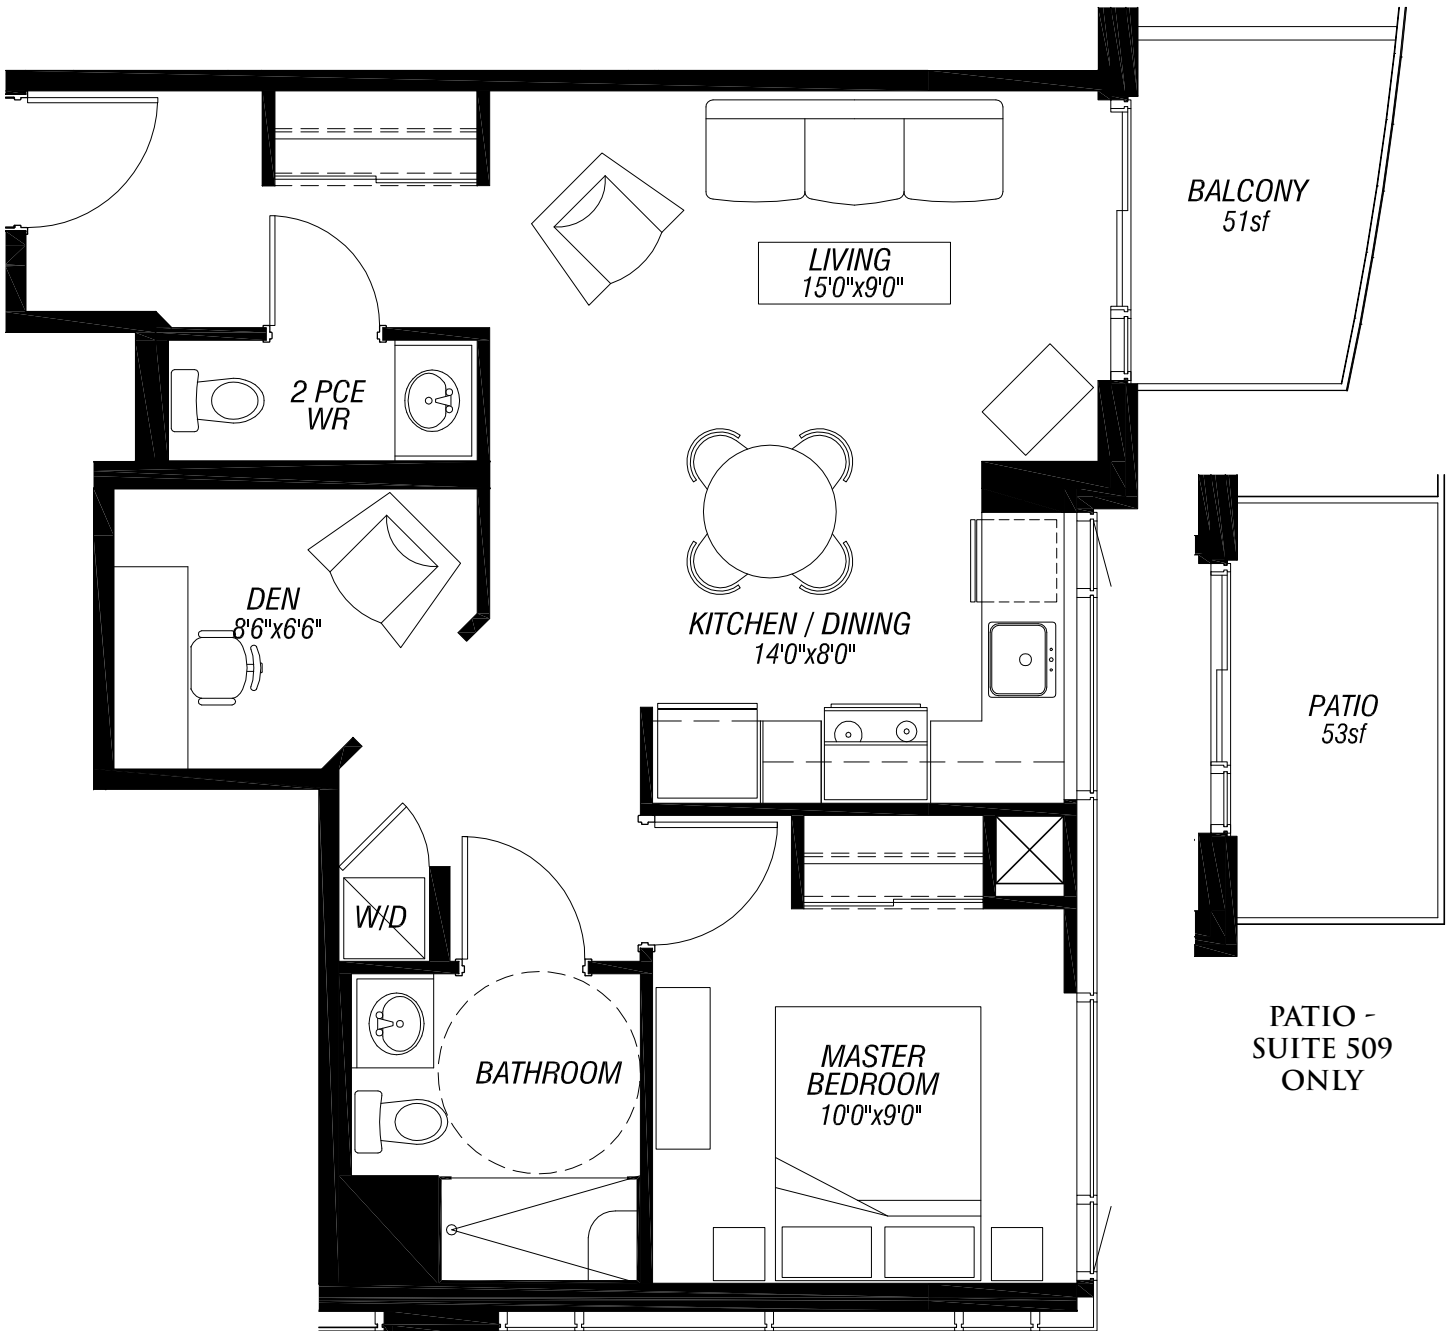 BALCONY
51sf
LIVING
15'0"x9'0"
2 PCE
WR
DEN
8'6"x6'6"
KITCHEN / DINING
14'0"x8'0"
PATIO
53sf
W/D
BATHROOM
MASTER
BEDROOM
10'0"x9'0"
PATIO -
SUITE 509
ONLY